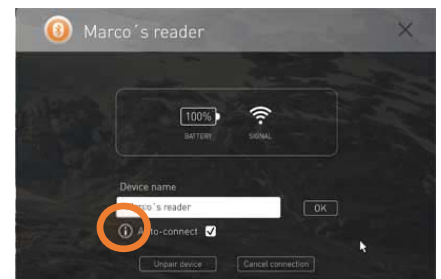 Marco´s reader
100%
BATTERY SIGNAL
Device name
Marco´s reader OK
Auto-connect
Unpair device Cancel connection